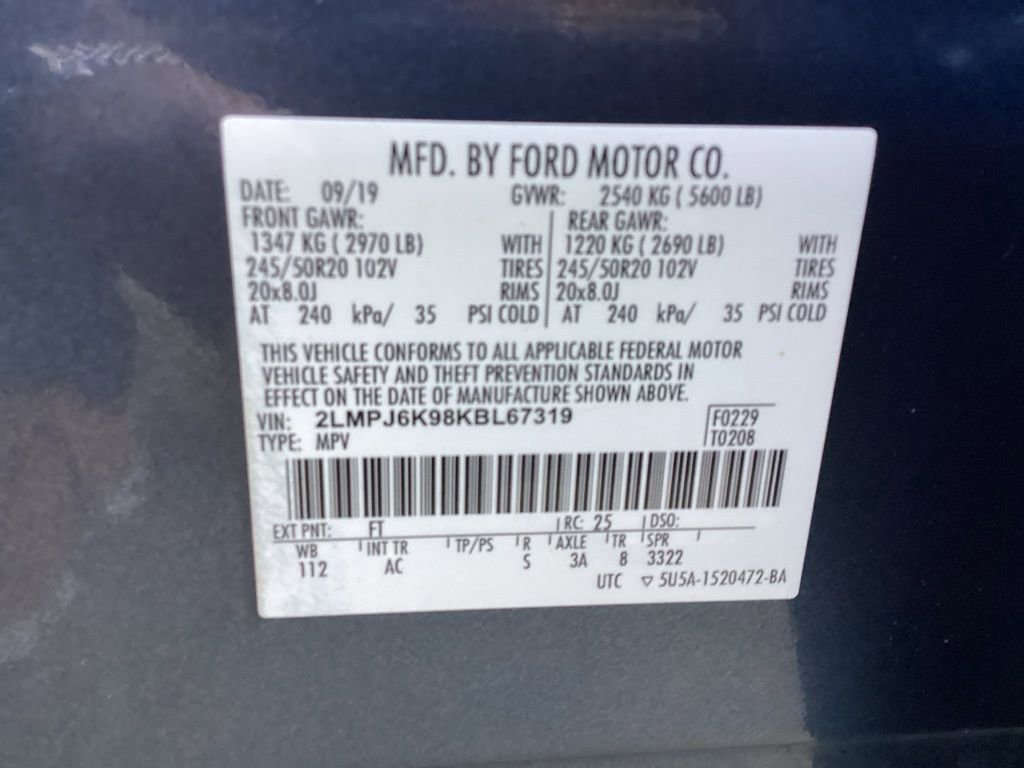 MFD. BY FORD MOTOR CO.
DATE: 09/19 GVWR: 2540 KG ( 5600 LB)
FRONT GAWR: REAR GAWR:
1347 KG ( 2970 LB) WITH 1220 KG ( 2690 LB) WITH
245/50R20 102V TIRES 245/50R20 102V TIRES
20x8.0J RIMS 20x8.0J RIMS
AT 240 kPa/ 35 PSI COLD AT 240 kPa/ 35 PSI COLD
THIS VEHICLE CONFORMS TO ALL APPLICABLE FEDERAL MOTOR
VEHICLE SAFETY AND THEFT PREVENTION STANDARDS IN
EFFECT ON THE DATE OF MANUFACTURE SHOWN ABOVE.
VIN: 2LMPJ6K98KBL67319 F0229
TYPE: MPV T0208
EXT PNT: FT RC: 25 DSO:
WB INT TR TP/PS R AXLE TR SPR
112 AC S 3A 8 3322
UTC ▽ 5U5A-1520472-BA